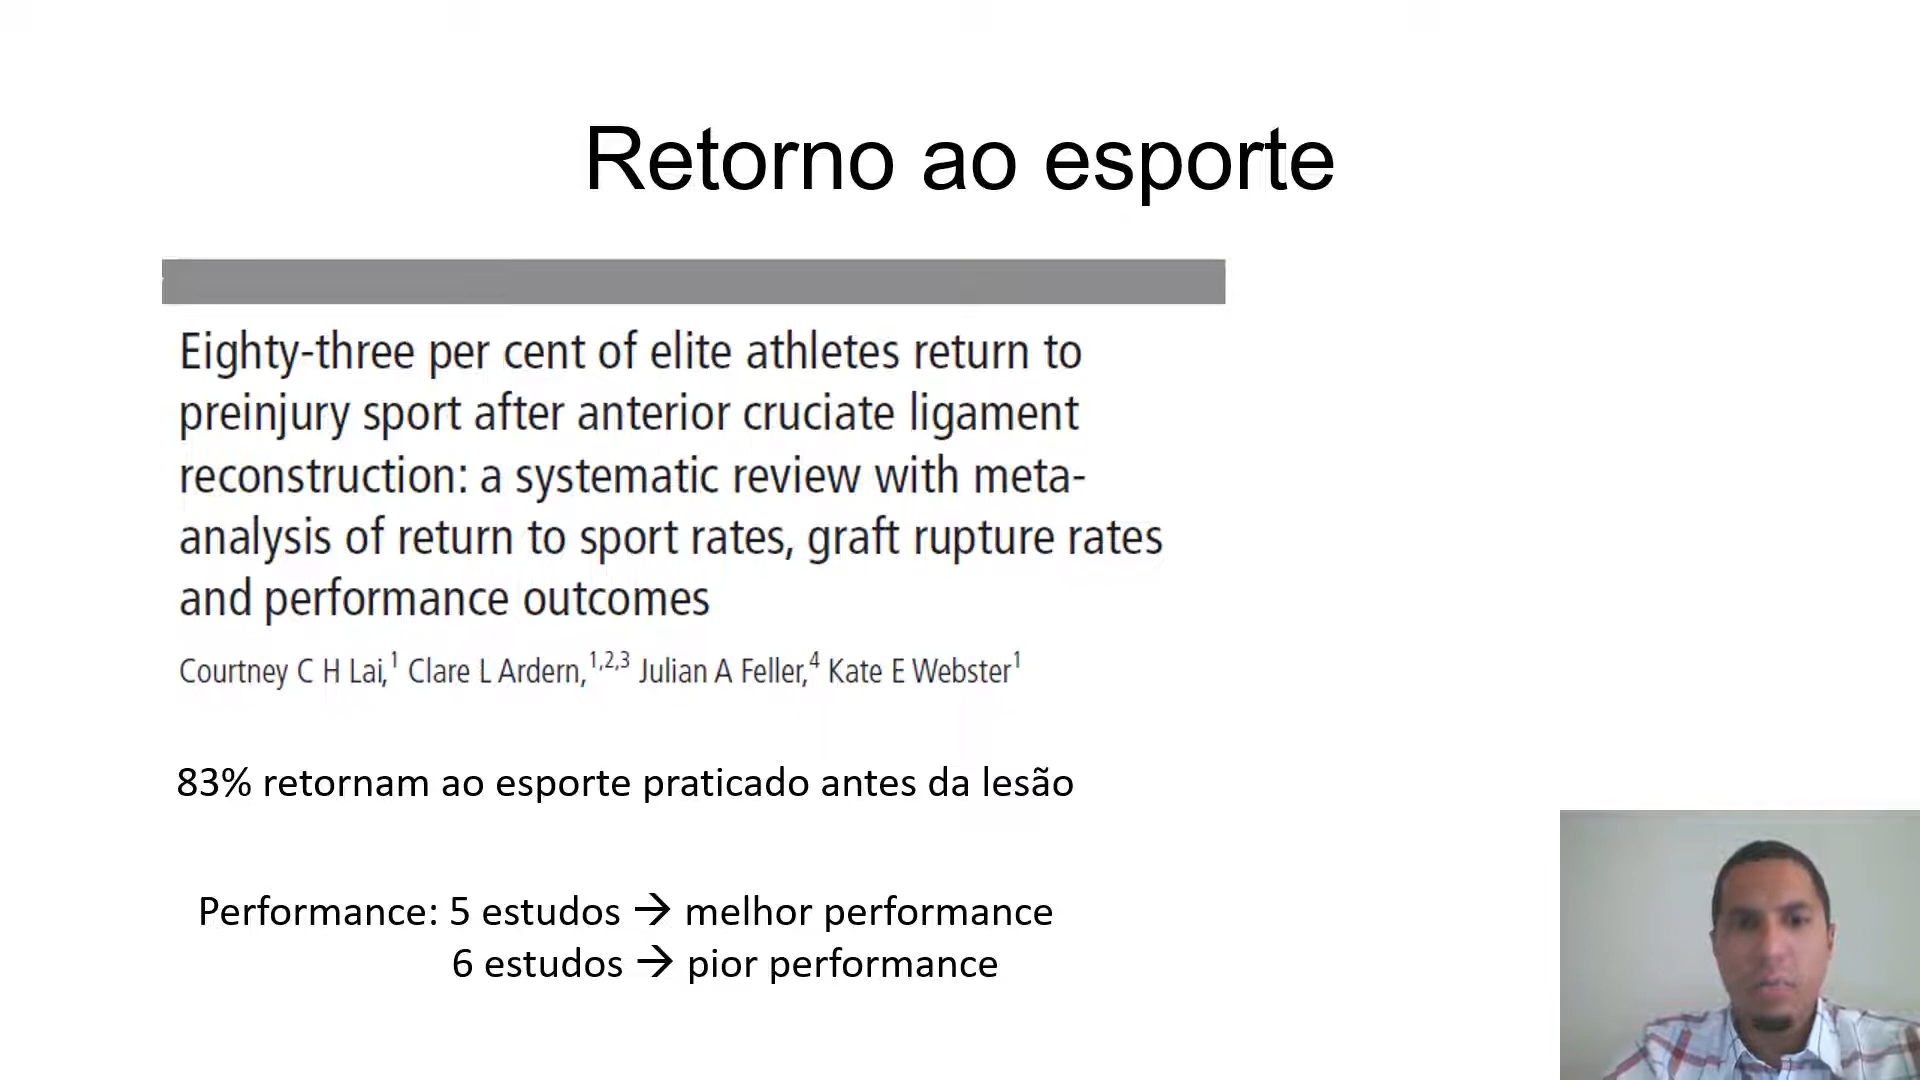 Retorno ao esporte
Eighty-three per cent of elite athletes return to
preinjury sport after anterior cruciate ligament
reconstruction: a systematic review with meta-
analysis of return to sport rates, graft rupture rates
and performance outcomes
Courtney C H Lai,1 Clare L Ardern,1,2,3 Julian A Feller,4 Kate E Webster1
83% retornam ao esporte praticado antes da lesão
Performance: 5 estudos → melhor performance
6 estudos → pior performance